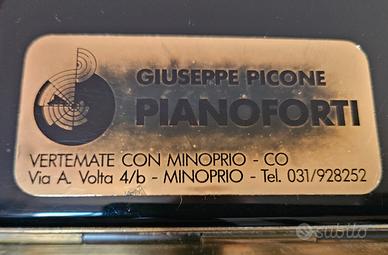 GIUSEPPE PICONE
PIANOFORTI
VERTEMATE CON MINOPRIO - CO
Via A. Volta 4/b - MINOPRIO - Tel. 031/928252
subito